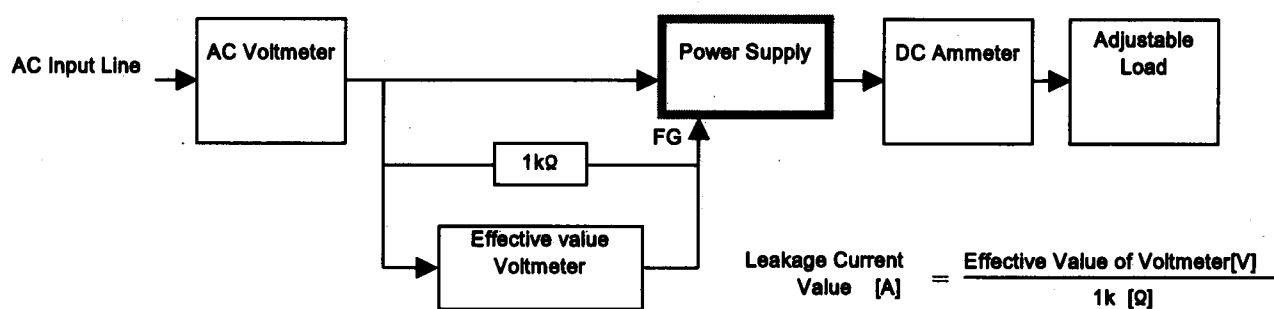 AC Input Line
AC Voltmeter
Power Supply
DC Ammeter
Adjustable
Load
FG
1kΩ
Effective value
Voltmeter
Leakage Current
Value [A]
=
Effective Value of Voltmeter[V]
1k [Ω]